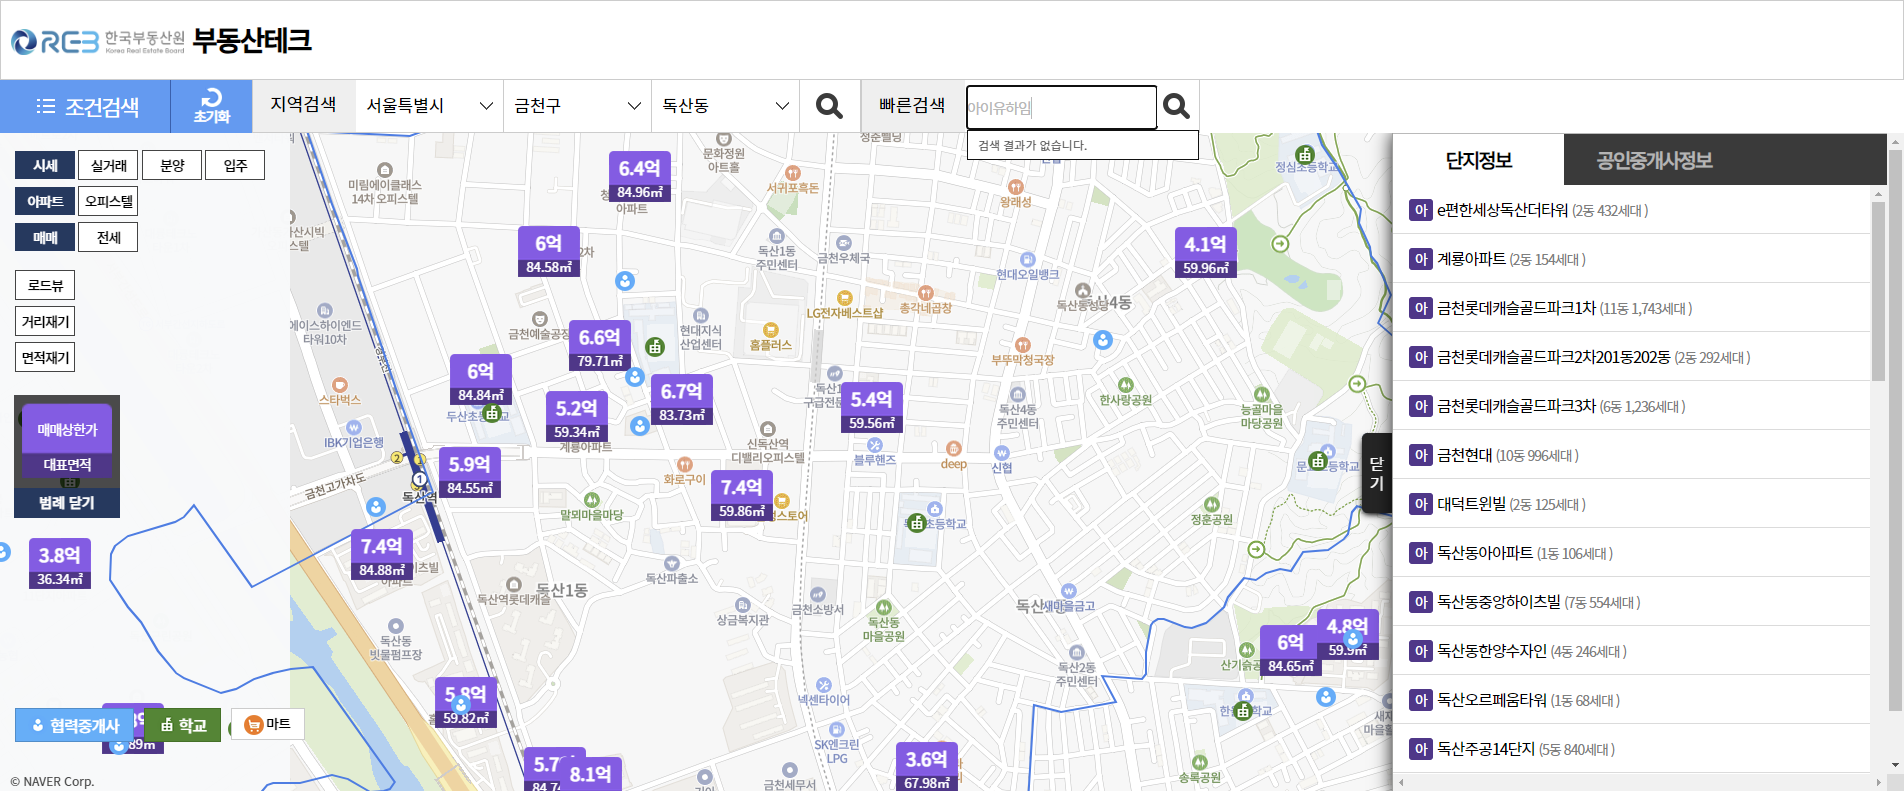 REB 한국부동산원 부동산테크
Korea Real Estate Board
조건검색
초기화
지역검색
서울특별시
금천구
독산동
빠른검색
아이유하임
검색 결과가 없습니다.
시세 실거래 분양 입주
아파트 오피스텔
매매 전세
로드뷰
거리재기
면적재기
매매상한가
대표면적
범례 닫기
3.8억
36.34㎡
협력중개사
학교
마트
© NAVER Corp.
문화정원
아트홀
미림에이클래스
14차 오피스텔
6.4억
84.96㎡
아파트
서귀포흑돈
왕래성
정심초등학교
6억
84.58㎡
독산1동
주민센터
금천우체국
현대오일뱅크
4.1억
59.96㎡
에이스하이엔드
타워10차
금천예술공장
6.6억
79.71㎡
현대지식
산업센터
LG전자베스트샵
총각네곱창
독산동성당
홈플러스
부뚜막청국장
스타벅스
6억
84.84㎡
5.2억
59.34㎡
계룡아파트
6.7억
83.73㎡
5.4억
59.56㎡
한사랑공원
독산4동
주민센터
능골마을
마당공원
IBK기업은행
신독산역
디밸리오피스텔
블루핸즈
deep
신협
5.9억
84.55㎡
금천고가차도
독산역
화로구이
7.4억
59.86㎡
말뫼마을마당
정훈공원
7.4억
84.88㎡
아파트
독산파출소
독산1동
독산역롯데캐슬
상금복지관
금천소방서
독산동
마을공원
새마을금고
독산동
빗물펌프장
6억
84.65㎡
4.8억
59.9㎡
독산2동
주민센터
넥센타이어
5.8억
59.82㎡
SK엔크린
LPG
5.7
8.1억
금천세무서
3.6억
67.98㎡
송록공원
닫
기
단지정보
공인중개사정보
아 e편한세상독산더타워 (2동 432세대 )
아 계룡아파트 (2동 154세대 )
아 금천롯데캐슬골드파크1차 (11동 1,743세대 )
아 금천롯데캐슬골드파크2차201동202동 (2동 292세대 )
아 금천롯데캐슬골드파크3차 (6동 1,236세대 )
아 금천현대 (10동 996세대 )
아 대덕트윈빌 (2동 125세대 )
아 독산동아아파트 (1동 106세대 )
아 독산동중앙하이츠빌 (7동 554세대 )
아 독산동한양수자인 (4동 246세대 )
아 독산오르페움타워 (1동 68세대 )
아 독산주공14단지 (5동 840세대 )